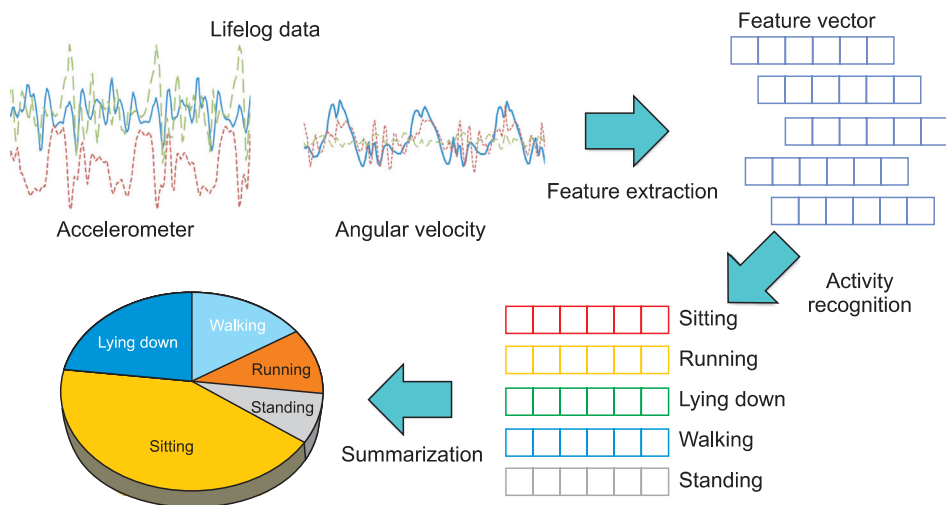 Lifelog data
Accelerometer
Angular velocity
Feature extraction
Feature vector
Activity
recognition
Sitting
Running
Lying down
Walking
Standing
Summarization
Lying down
Walking
Running
Standing
Sitting